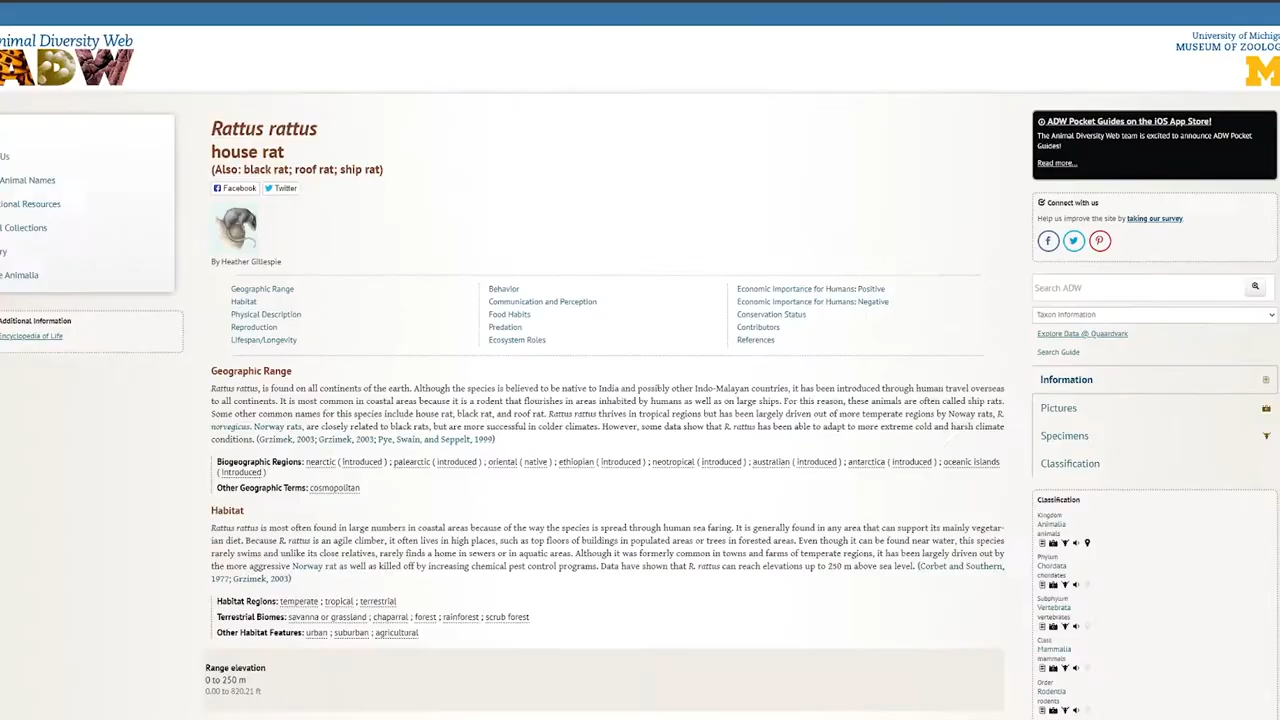 nimal Diversity Web
ADW
University of Michig
MUSEUM OF ZOOLO
M
Us
Animal Names
ional Resources
l Collections
ry
e Animalia
Additional Information
Encyclopedia of Life
Rattus rattus
house rat
(Also: black rat; roof rat; ship rat)
Facebook Twitter
By Heather Gillespie
Geographic Range
Habitat
Physical Description
Reproduction
Lifespan/Longevity
Behavior
Communication and Perception
Food Habits
Predation
Ecosystem Roles
Economic Importance for Humans: Positive
Economic Importance for Humans: Negative
Conservation Status
Contributors
References
Geographic Range
Rattus rattus, is found on all continents of the earth. Although the species is believed to be native to India and possibly other Indo-Malayan countries, it has been introduced through human travel overseas
to all continents. It is most common in coastal areas because it is a rodent that flourishes in areas inhabited by humans as well as on large ships. For this reason, these animals are often called ship rats.
Some other common names for this species include house rat, black rat, and roof rat. Rattus rattus thrives in tropical regions but has been largely driven out of more temperate regions by Noway rats, R.
norvegicus. Norway rats, are closely related to black rats, but are more successful in colder climates. However, some data show that R. rattus has been able to adapt to more extreme cold and harsh climate
conditions. (Grzimek, 2003; Grzimek, 2003; Pye, Swain, and Seppelt, 1999)
Biogeographic Regions: nearctic ( introduced ) ; palearctic ( introduced ) ; oriental ( native ) ; ethiopian ( introduced ) ; neotropical ( introduced ) ; australian ( introduced ) ; antarctica ( introduced ) ; oceanic islands
( introduced )
Other Geographic Terms: cosmopolitan
Habitat
Rattus rattus is most often found in large numbers in coastal areas because of the way the species is spread through human sea faring. It is generally found in any area that can support its mainly vegetar-
ian diet. Because R. rattus is an agile climber, it often lives in high places, such as top floors of buildings in populated areas or trees in forested areas. Even though it can be found near water, this species
rarely swims and unlike its close relatives, rarely finds a home in sewers or in aquatic areas. Although it was formerly common in towns and farms of temperate regions, it has been largely driven out by
the more aggressive Norway rat as well as killed off by increasing chemical pest control programs. Data have shown that R. rattus can reach elevations up to 250 m above sea level. (Corbet and Southern,
1977; Grzimek, 2003)
Habitat Regions: temperate ; tropical ; terrestrial
Terrestrial Biomes: savanna or grassland ; chaparral ; forest ; rainforest ; scrub forest
Other Habitat Features: urban ; suburban ; agricultural
Range elevation
0 to 250 m
0.00 to 820.21 ft
ADW Pocket Guides on the iOS App Store!
The Animal Diversity Web team is excited to announce ADW Pocket
Guides!
Read more...
Connect with us
Help us improve the site by taking our survey.
Search ADW
Taxon Information
Explore Data @ Quaardvark
Search Guide
Information
Pictures
Specimens
Classification
Classification
Kingdom
Animalia
animals
Phylum
Chordata
chordates
Subphylum
Vertebrata
vertebrates
Class
Mammalia
mammals
Order
Rodentia
rodents